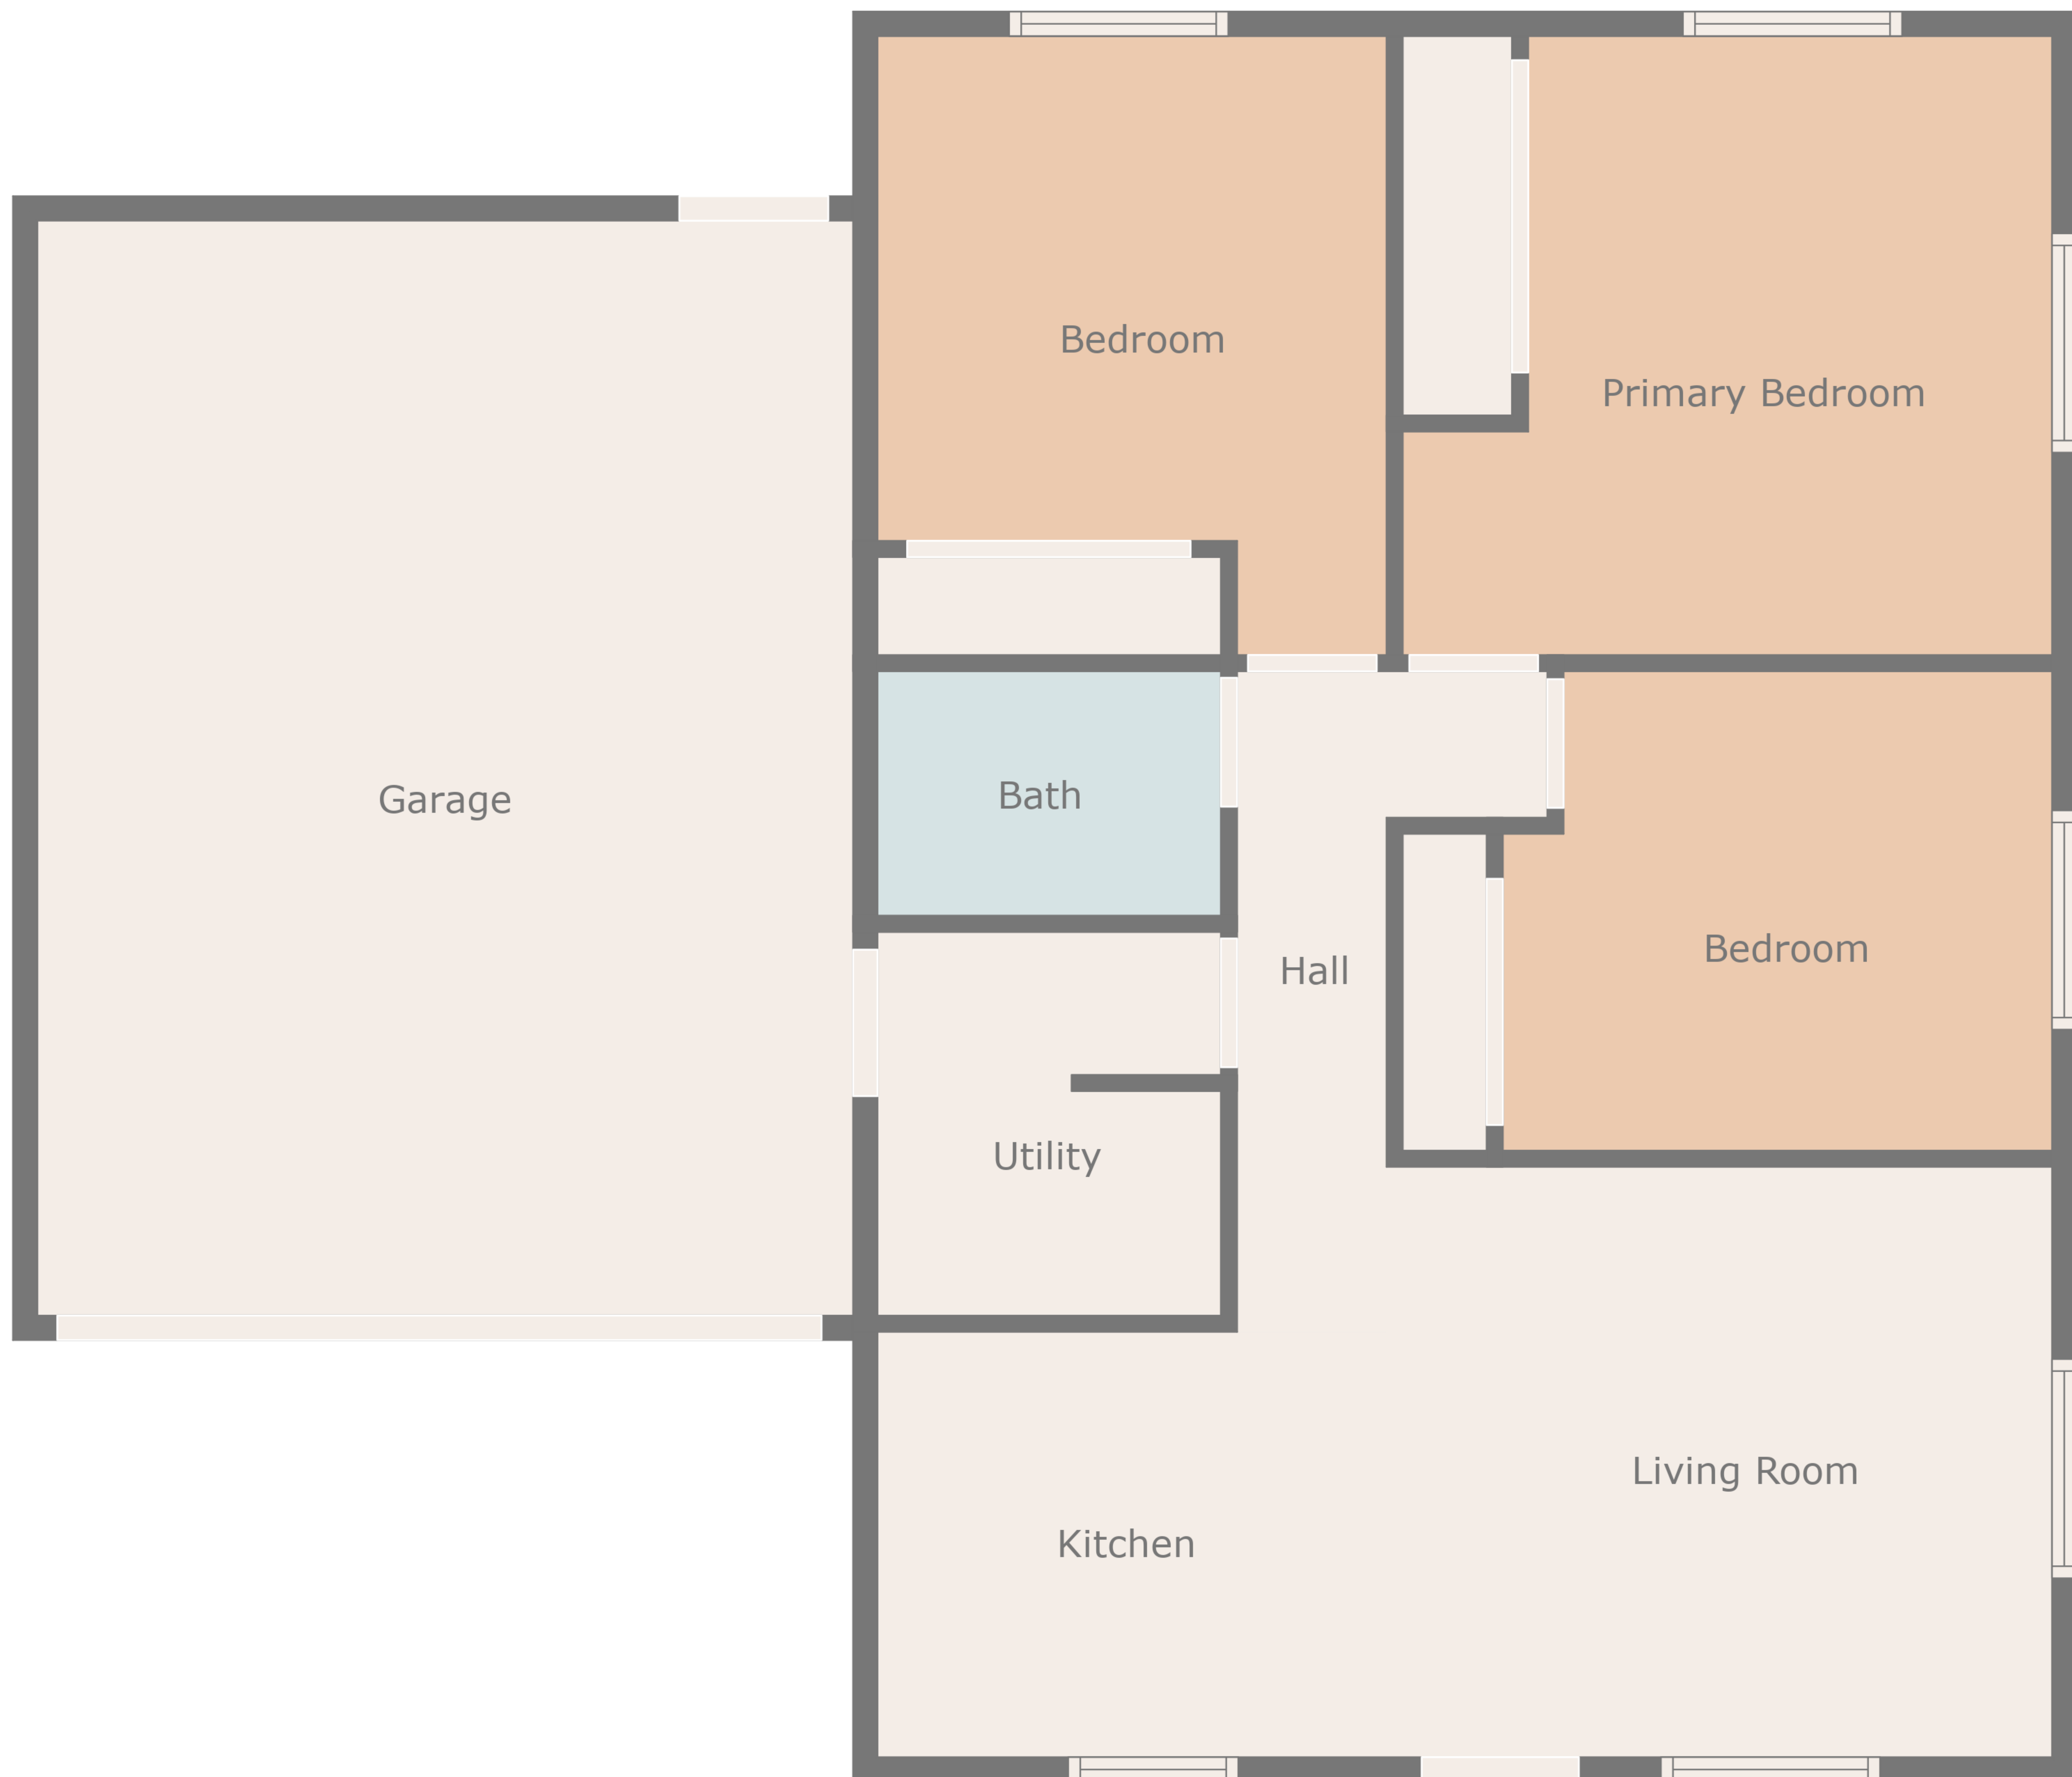 Bedroom
Primary Bedroom
Garage
Bath
Bedroom
Hall
Utility
Living Room
Kitchen